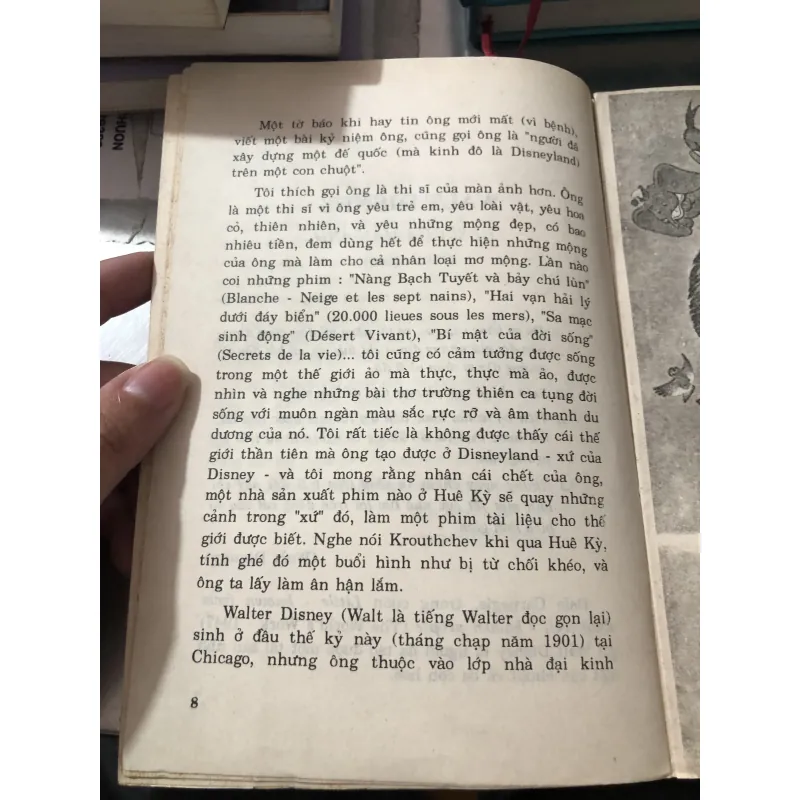 Một tờ báo khi hay tin ông mới mất (vì bệnh),
viết một bài kỷ niệm ông, cũng gọi ông là "người đã
xây dựng một đế quốc (mà kinh đô là Disneyland)
trên một con chuột".
Tôi thích gọi ông là thi sĩ của màn ảnh hơn. Ông
là một thi sĩ vì ông yêu trẻ em, yêu loài vật, yêu hoa
cỏ, thiên nhiên, và yêu những mộng đẹp, có bao
nhiêu tiền, đem dùng hết để thực hiện những mộng
của ông mà làm cho cả nhân loại mơ mộng. Lần nào
coi những phim : "Nàng Bạch Tuyết và bảy chú lùn"
(Blanche - Neige et les sept nains), "Hai vạn hải lý
dưới đáy biển" (20.000 lieues sous les mers), "Sa mạc
sinh động" (Désert Vivant), "Bí mật của đời sống"
(Secrets de la vie)... tôi cũng có cảm tưởng được sống
trong một thế giới ảo mà thực, thực mà ảo, được
nhìn và nghe những bài thơ trường thiên ca tụng đời
sống với muôn ngàn màu sắc rực rỡ và âm thanh du
dương của nó. Tôi rất tiếc là không được thấy cái thế
giới thần tiên mà ông tạo được ở Disneyland - xứ của
Disney - và tôi mong rằng nhân cái chết của ông,
một nhà sản xuất phim nào ở Huê Kỳ sẽ quay những
cảnh trong "xứ" đó, làm một phim tài liệu cho thế
giới được biết. Nghe nói Krouthchev khi qua Huê Kỳ,
tính ghé đó một buổi hình như bị từ chối khéo, và
ông ta lấy làm ân hận lắm.
Walter Disney (Walt là tiếng Walter đọc gọn lại)
sinh ở đầu thế kỷ này (tháng chạp năm 1901) tại
Chicago, nhưng ông thuộc vào lớp nhà đại kinh
8